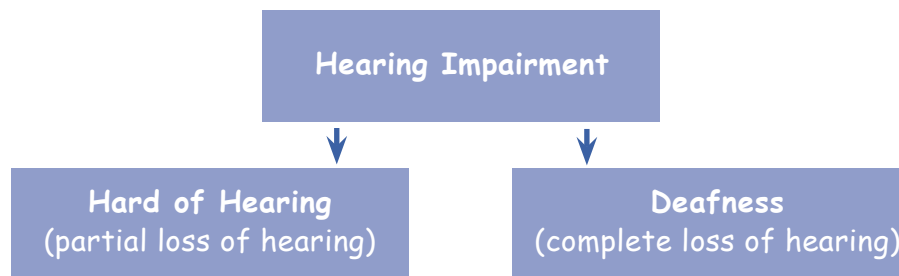 Hearing Impairment
Hard of Hearing
(partial loss of hearing)
Deafness
(complete loss of hearing)